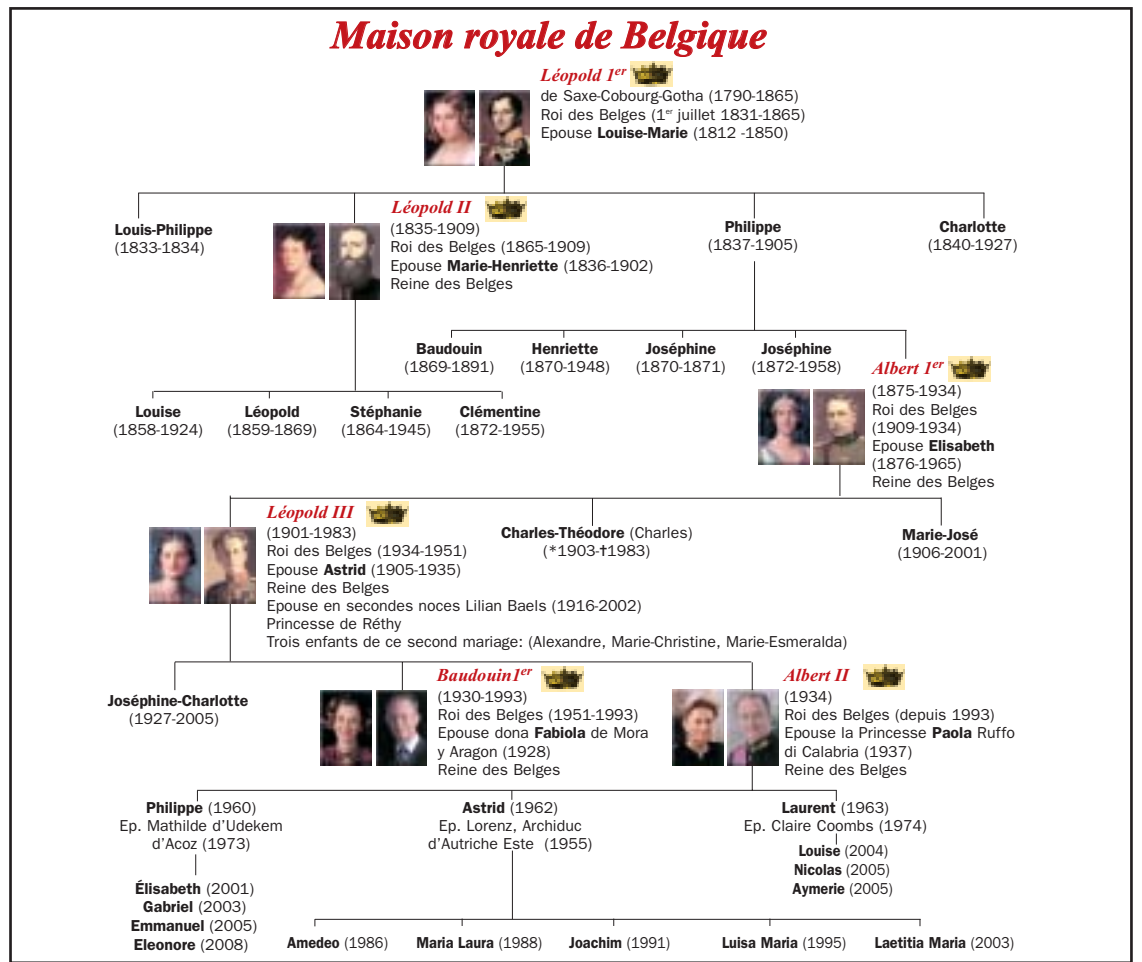 Maison royale de Belgique
Léopold 1er
de Saxe-Cobourg-Gotha (1790-1865)
Roi des Belges (1er juillet 1831-1865)
Epouse Louise-Marie (1812 -1850)
Louis-Philippe
(1833-1834)
Léopold II
(1835-1909)
Roi des Belges (1865-1909)
Epouse Marie-Henriette (1836-1902)
Reine des Belges
Philippe
(1837-1905)
Charlotte
(1840-1927)
Baudouin
(1869-1891)
Henriette
(1870-1948)
Joséphine
(1870-1871)
Joséphine
(1872-1958)
Albert 1er
(1875-1934)
Roi des Belges
(1909-1934)
Epouse Elisabeth
(1876-1965)
Reine des Belges
Louise
(1858-1924)
Léopold
(1859-1869)
Stéphanie
(1864-1945)
Clémentine
(1872-1955)
Léopold III
(1901-1983)
Roi des Belges (1934-1951)
Epouse Astrid (1905-1935)
Reine des Belges
Epouse en secondes noces Lilian Baels (1916-2002)
Princesse de Réthy
Trois enfants de ce second mariage: (Alexandre, Marie-Christine, Marie-Esmeralda)
Charles-Théodore (Charles)
(*1903-†1983)
Marie-José
(1906-2001)
Joséphine-Charlotte
(1927-2005)
Baudouin1er
(1930-1993)
Roi des Belges (1951-1993)
Epouse dona Fabiola de Mora
y Aragon (1928)
Reine des Belges
Albert II
(1934)
Roi des Belges (depuis 1993)
Epouse la Princesse Paola Ruffo
di Calabria (1937)
Reine des Belges
Philippe (1960)
Ep. Mathilde d'Udekem
d'Acoz (1973)
Astrid (1962)
Ep. Lorenz, Archiduc
d'Autriche Este (1955)
Laurent (1963)
Ep. Claire Coombs (1974)
Louise (2004)
Nicolas (2005)
Aymerie (2005)
Élisabeth (2001)
Gabriel (2003)
Emmanuel (2005)
Eleonore (2008)
Amedeo (1986)
Maria Laura (1988)
Joachim (1991)
Luisa Maria (1995)
Laetitia Maria (2003)